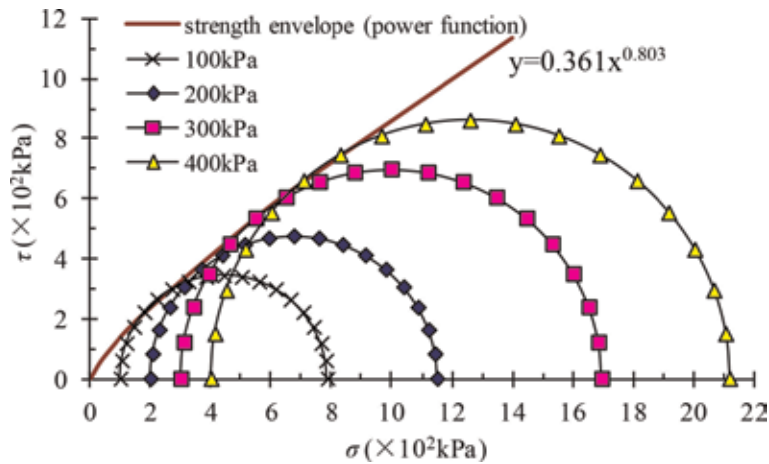 strength envelope (power function)
100kPa
200kPa
300kPa
400kPa
y=0.361x^0.803
12
10
8
6
4
2
0
τ(×10²kPa)
0 2 4 6 8 10 12 14 16 18 20 22
σ(×10²kPa)